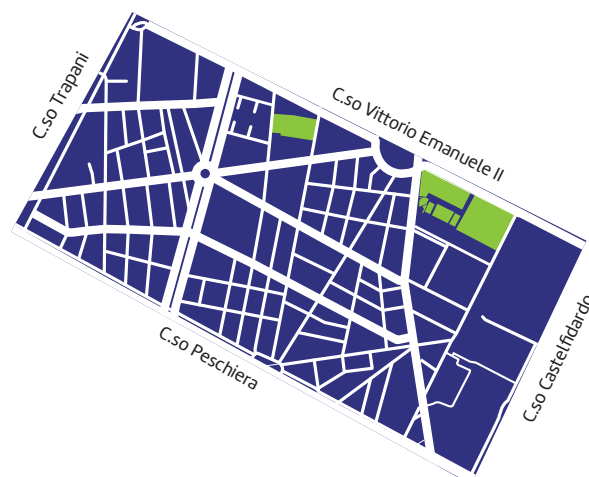 C.so Trapani
C.so Vittorio Emanuele II
C.so Peschiera
C.so Castelfidardo